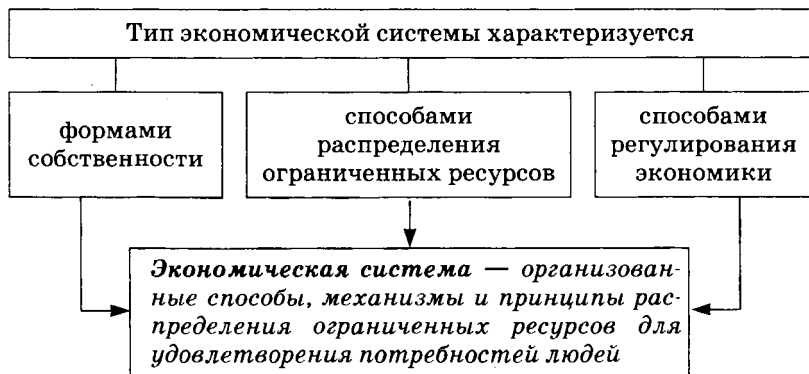 Тип экономической системы характеризуется
формами
собственности
способами
распределения
ограниченных ресурсов
способами
регулирования
экономики
Экономическая система — организован-
ные способы, механизмы и принципы рас-
пределения ограниченных ресурсов для
удовлетворения потребностей людей